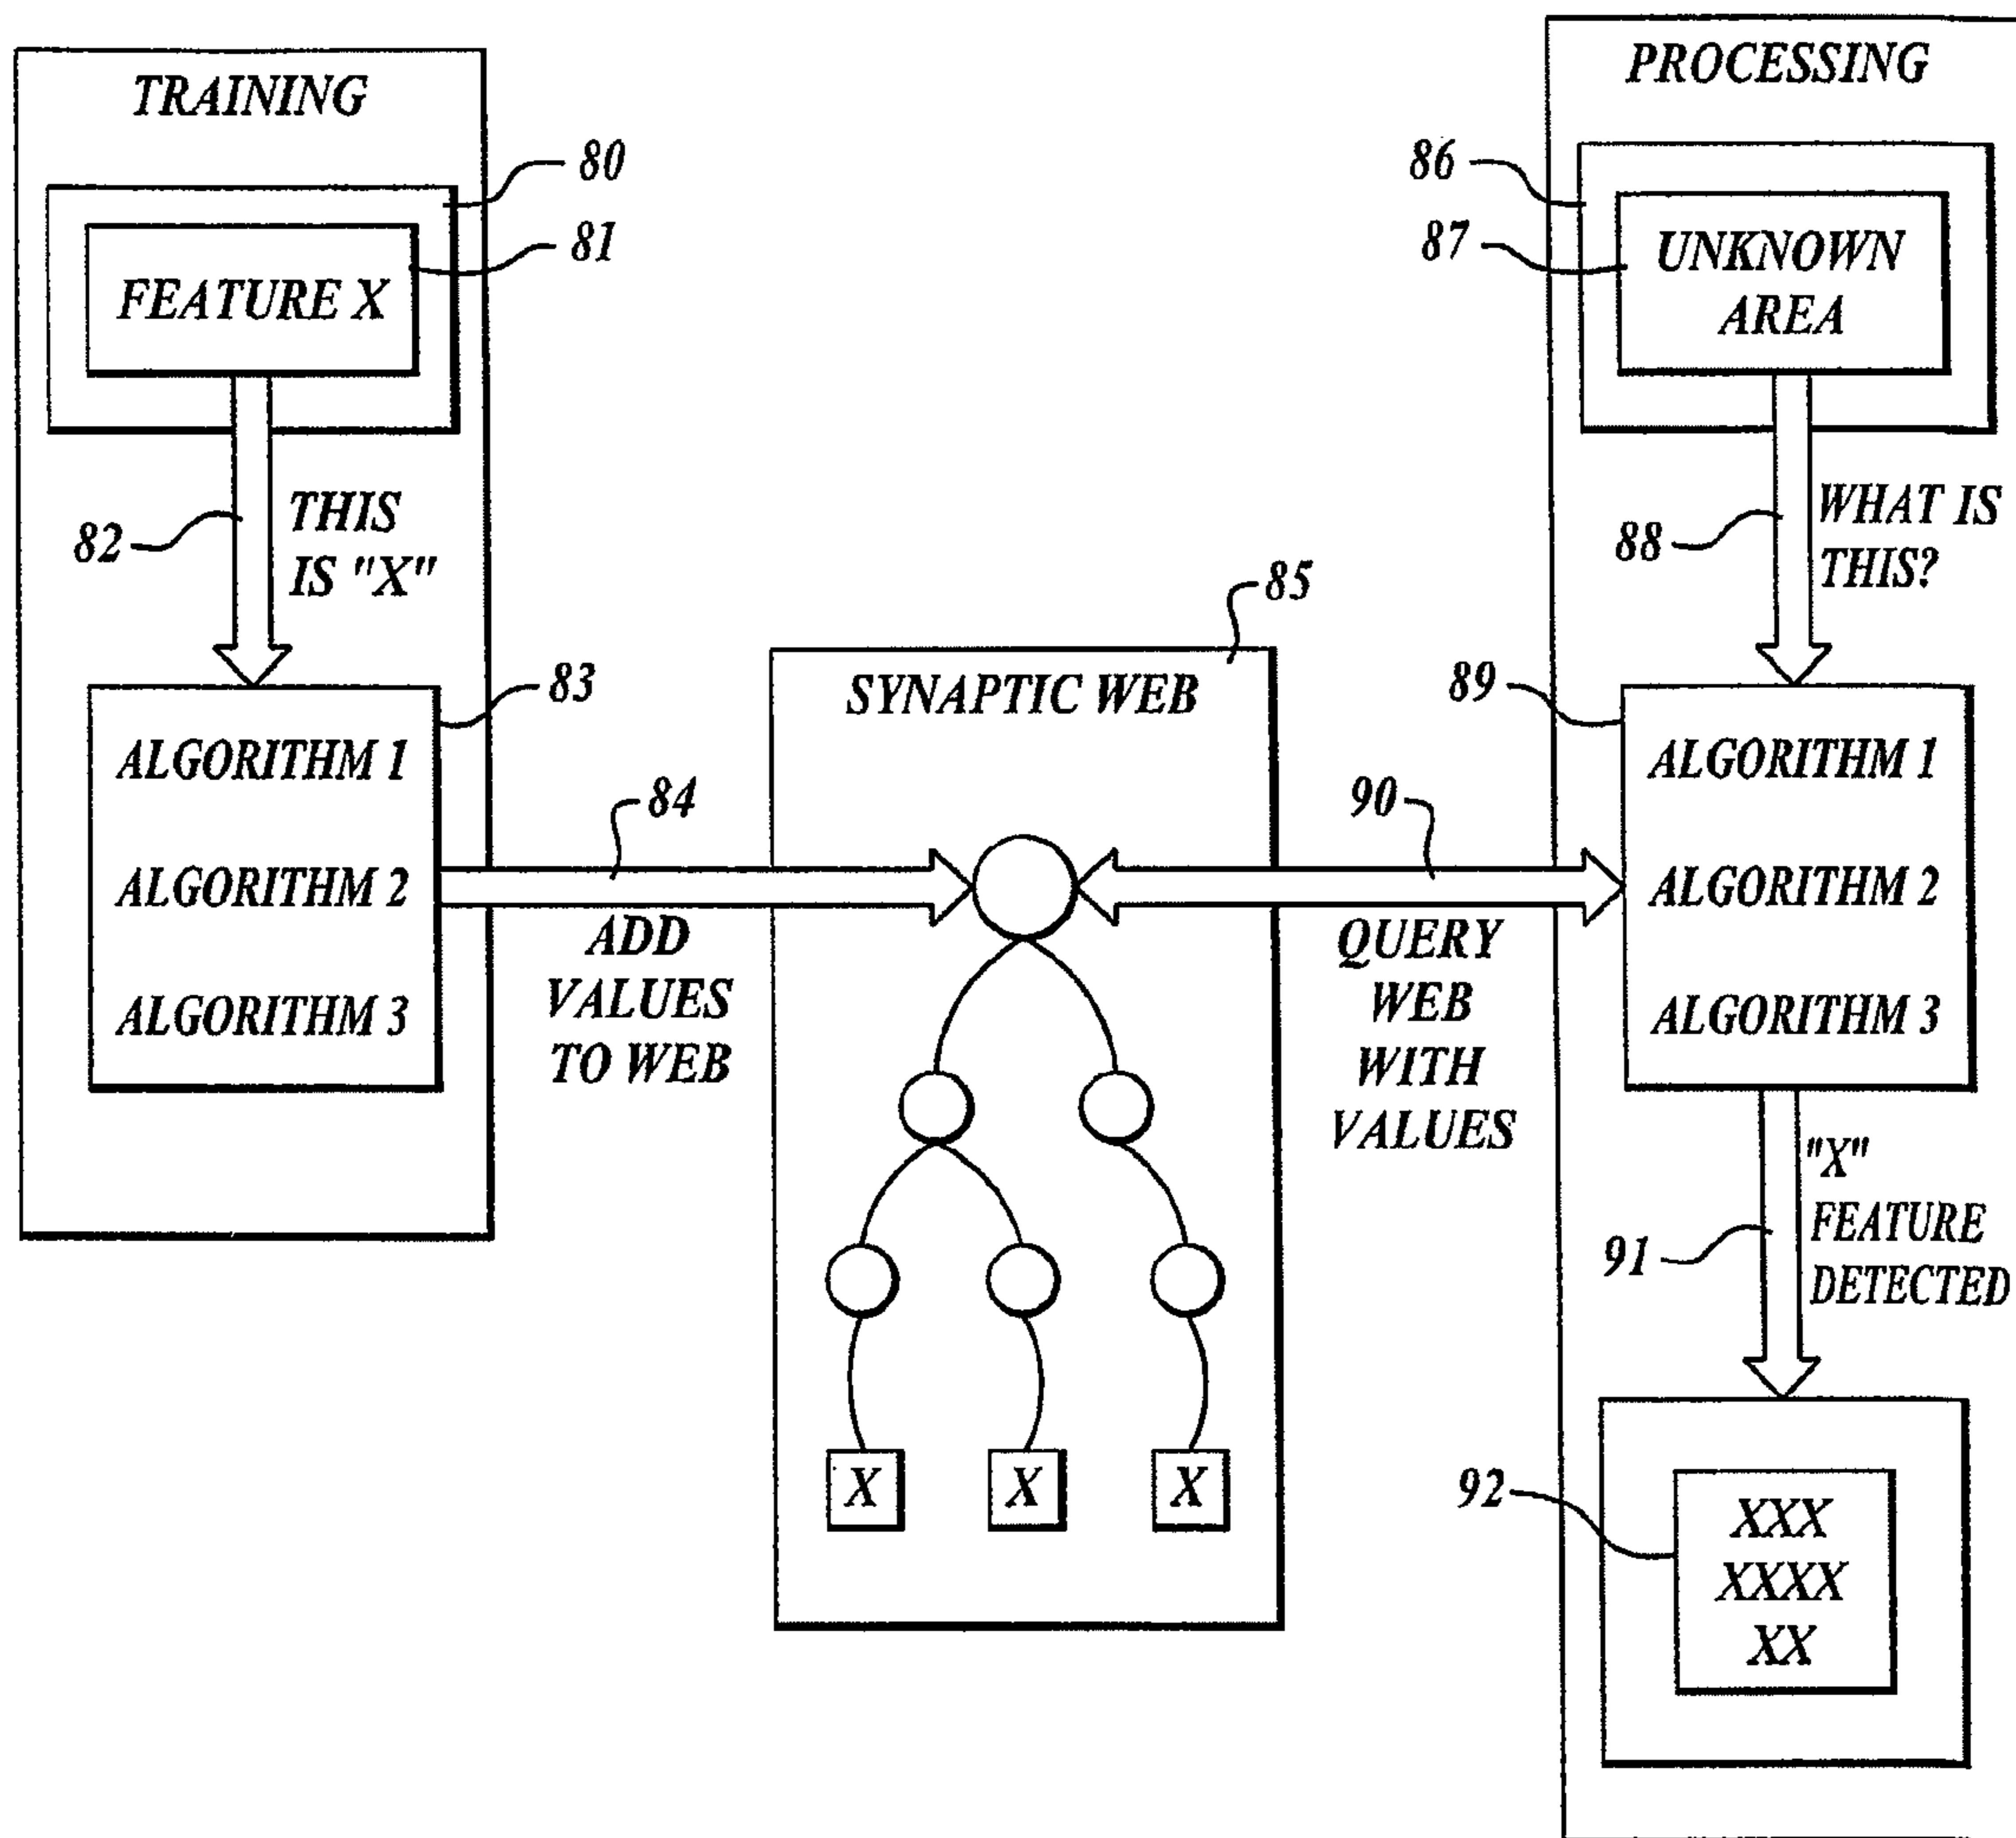 TRAINING
80
81
FEATURE X
82
THIS
IS "X"
83
ALGORITHM 1
ALGORITHM 2
ALGORITHM 3
84
ADD
VALUES
TO WEB
85
SYNAPTIC WEB
X
X
X
90
QUERY
WEB
WITH
VALUES
PROCESSING
86
87
UNKNOWN
AREA
88
WHAT IS
THIS?
89
ALGORITHM 1
ALGORITHM 2
ALGORITHM 3
91
"X"
FEATURE
DETECTED
92
XXX
XXXX
XX